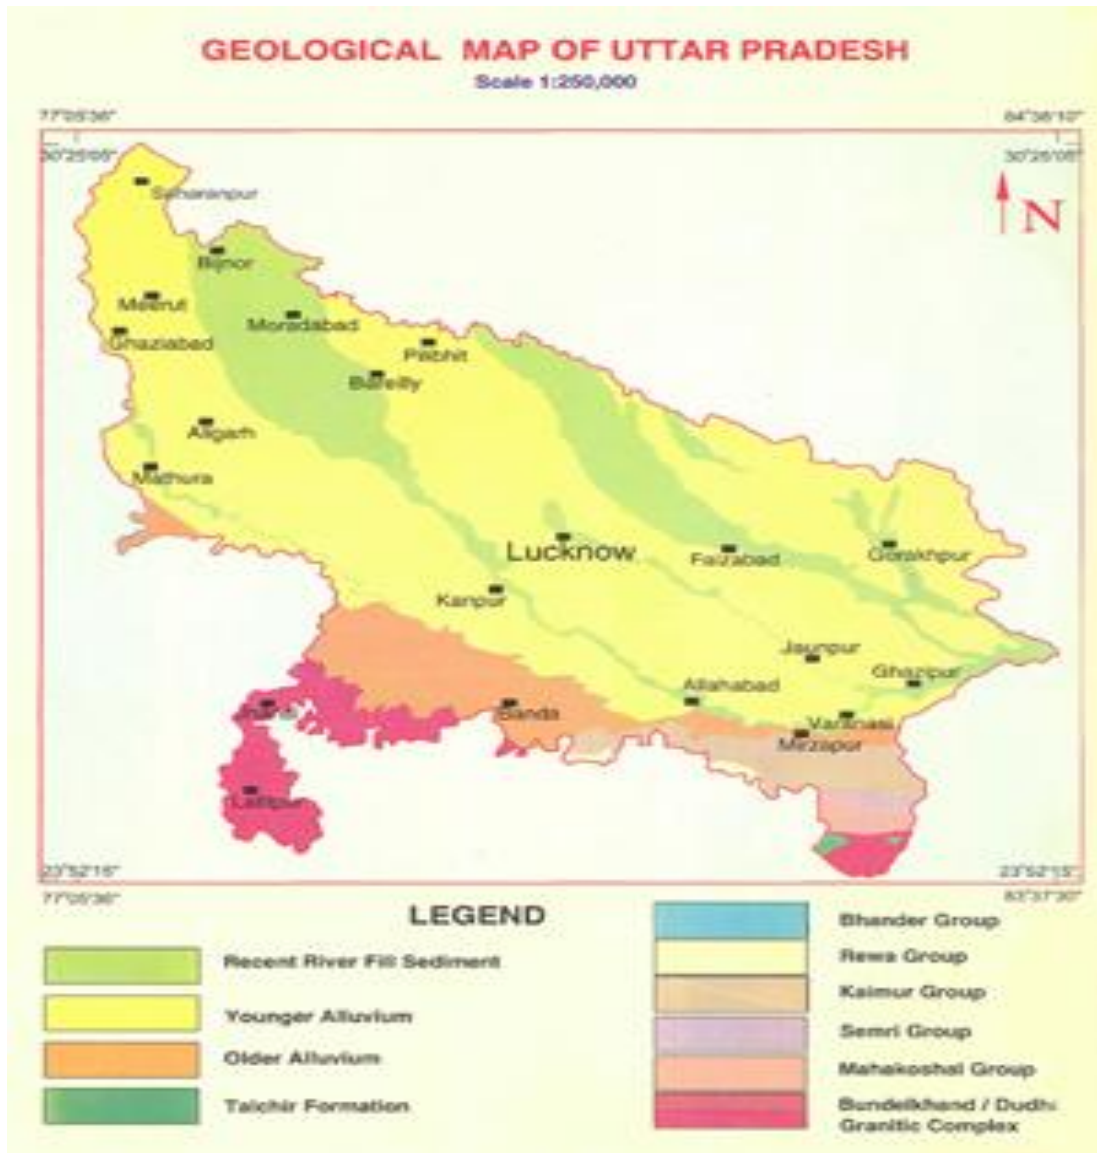 GEOLOGICAL MAP OF URRAR PRADESH
Scale 1:250,000
77°05'36"
84°38'10"
30°25'05"
30°25'05"
N
Saharanpur
Bijnor
Meerut
Moradabad
Ghaziabad
Pilibhit
Bareilly
Aligarh
Mathura
Lucknow
Faizabad
Gorakhpur
Kanpur
Jaunpur
Ghazipur
Allahabad
Jhansi
Banda
Varanasi
Mirzapur
Lalitpur
23°52'15"
23°52'15"
77°05'36"
83°37'30"
LEGEND
Recent River Fill Sediment
Younger Alluvium
Older Alluvium
Talchir Formation
Bhander Group
Rewa Group
Kaimur Group
Semri Group
Mahakoshal Group
Bundelkhand / Dudhi
Granitic Complex